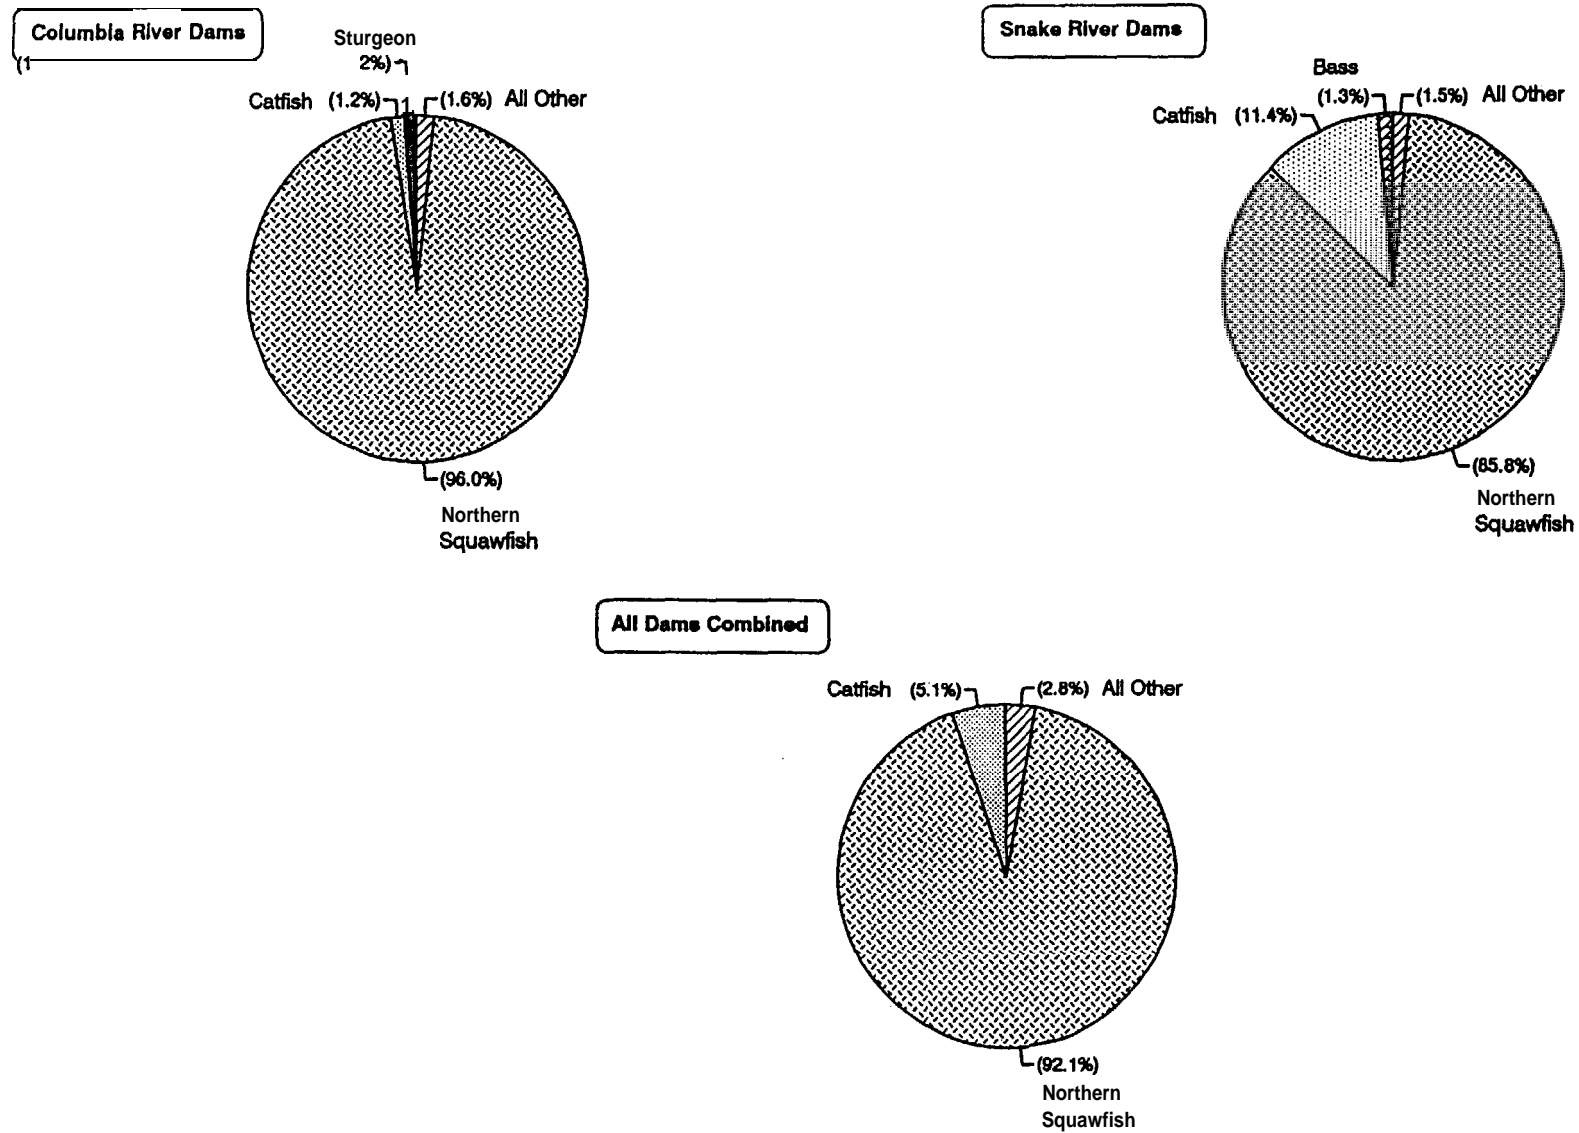 Columbia River Dams
(1
Sturgeon
2%)
Catfish (1.2%)
(1.6%) All Other
(96.0%)
Northern
Squawfish
Snake River Dams
Bass
(1.3%)
(1.5%) All Other
Catfish (11.4%)
(85.8%)
Northern
Squawfish
All Dams Combined
Catfish (5.1%)
(2.8%) All Other
(92.1%)
Northern
Squawfish